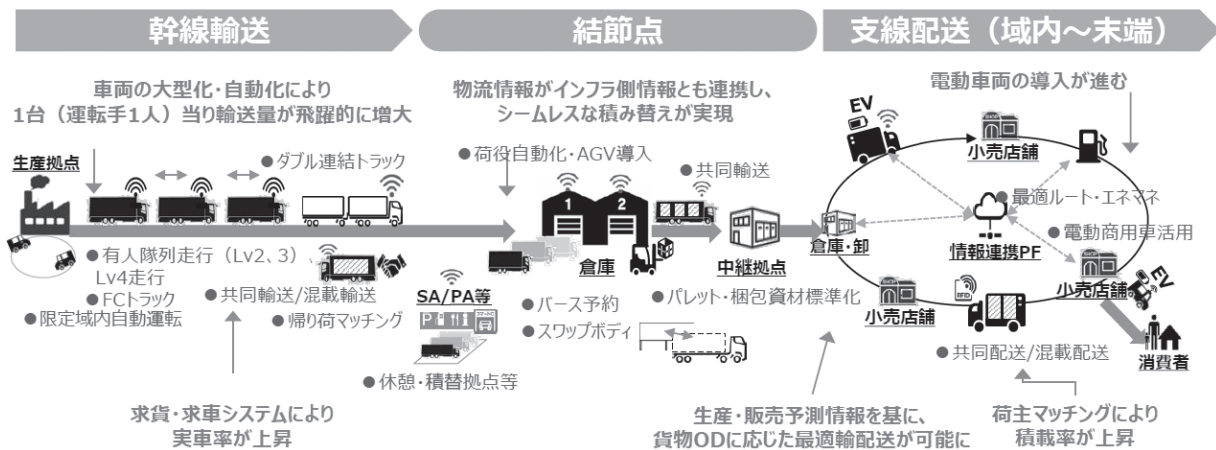 幹線輸送
結節点
支線配送（域内～末端）
車両の大型化・自動化により
1台（運転手1人）当り輸送量が飛躍的に増大
物流情報がインフラ側情報とも連携し、
シームレスな積み替えが実現
電動車両の導入が進む
生産拠点
●ダブル連結トラック
●有人隊列走行（Lv2、3）、
Lv4走行
●FCトラック
●限定域内自動運転
●共同輸送/混載輸送
●帰り荷マッチング
求貨・求車システムにより
実車率が上昇
●荷役自動化・AGV導入
1
2
倉庫
●共同輸送
中継拠点
SA/PA等
P
●休憩・積替拠点等
●バース予約
●スワップボディ
●パレット・梱包資材標準化
生産・販売予測情報を基に、
貨物ODに応じた最適輸配送が可能に
EV
SHOP
小売店舗
●最適ルート・エネマネ
倉庫・卸
情報連携PF
●電動商用車活用
SHOP
小売店舗
SHOP
小売店舗
EV
RFID
●共同配送/混載配送
消費者
荷主マッチングにより
積載率が上昇